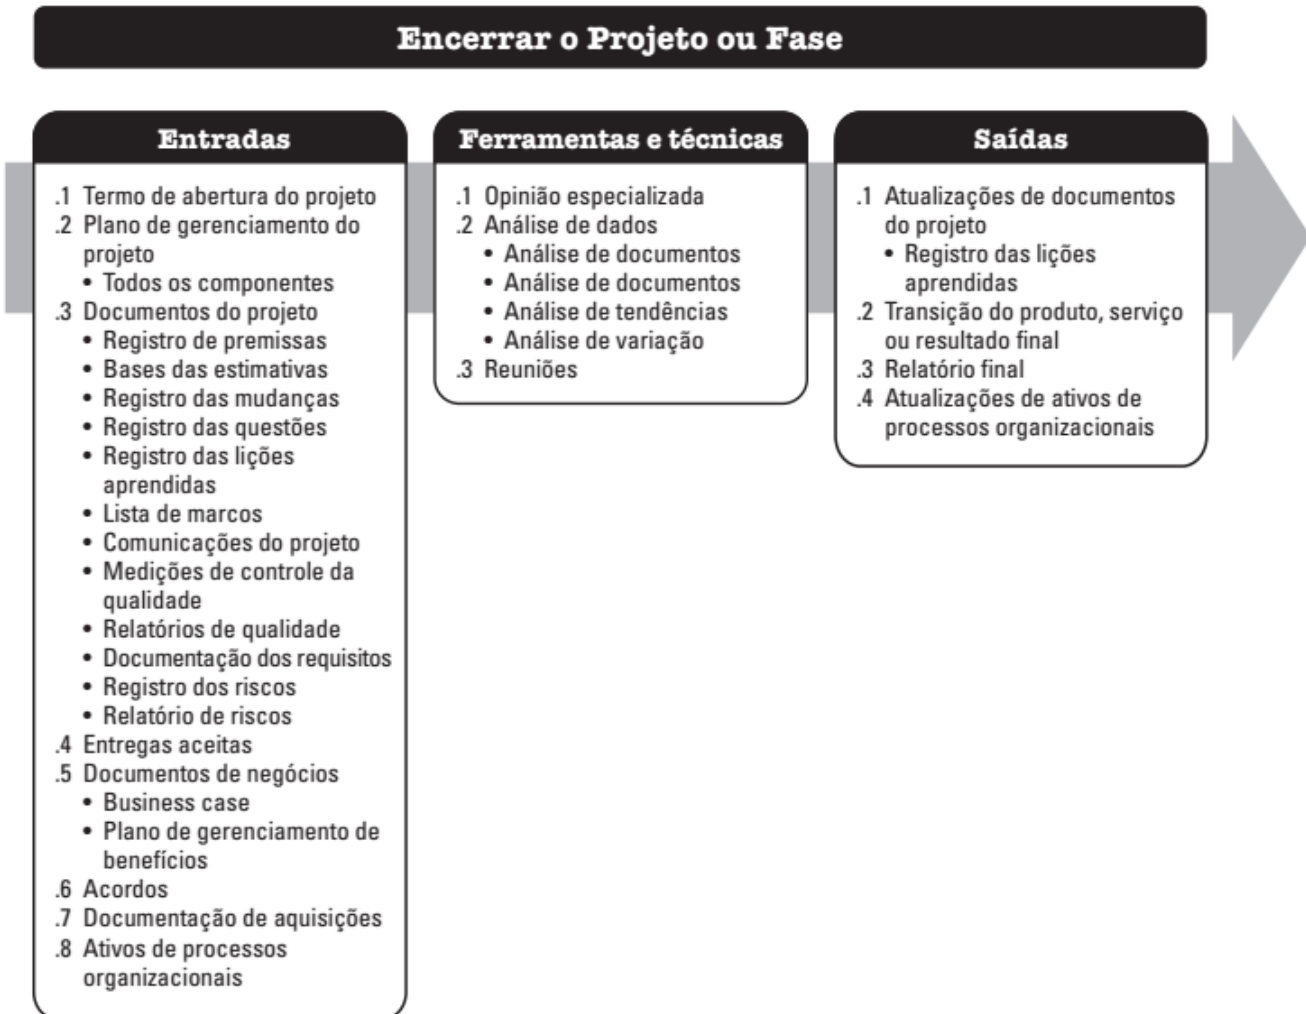 Encerrar o Projeto ou Fase
Entradas
.1 Termo de abertura do projeto
.2 Plano de gerenciamento do
projeto
• Todos os componentes
.3 Documentos do projeto
• Registro de premissas
• Bases das estimativas
• Registro das mudanças
• Registro das questões
• Registro das lições
aprendidas
• Lista de marcos
• Comunicações do projeto
• Medições de controle da
qualidade
• Relatórios de qualidade
• Documentação dos requisitos
• Registro dos riscos
• Relatório de riscos
.4 Entregas aceitas
.5 Documentos de negócios
• Business case
• Plano de gerenciamento de
benefícios
.6 Acordos
.7 Documentação de aquisições
.8 Ativos de processos
organizacionais
Ferramentas e técnicas
.1 Opinião especializada
.2 Análise de dados
• Análise de documentos
• Análise de documentos
• Análise de tendências
• Análise de variação
.3 Reuniões
Saídas
.1 Atualizações de documentos
do projeto
• Registro das lições
aprendidas
.2 Transição do produto, serviço
ou resultado final
.3 Relatório final
.4 Atualizações de ativos de
processos organizacionais